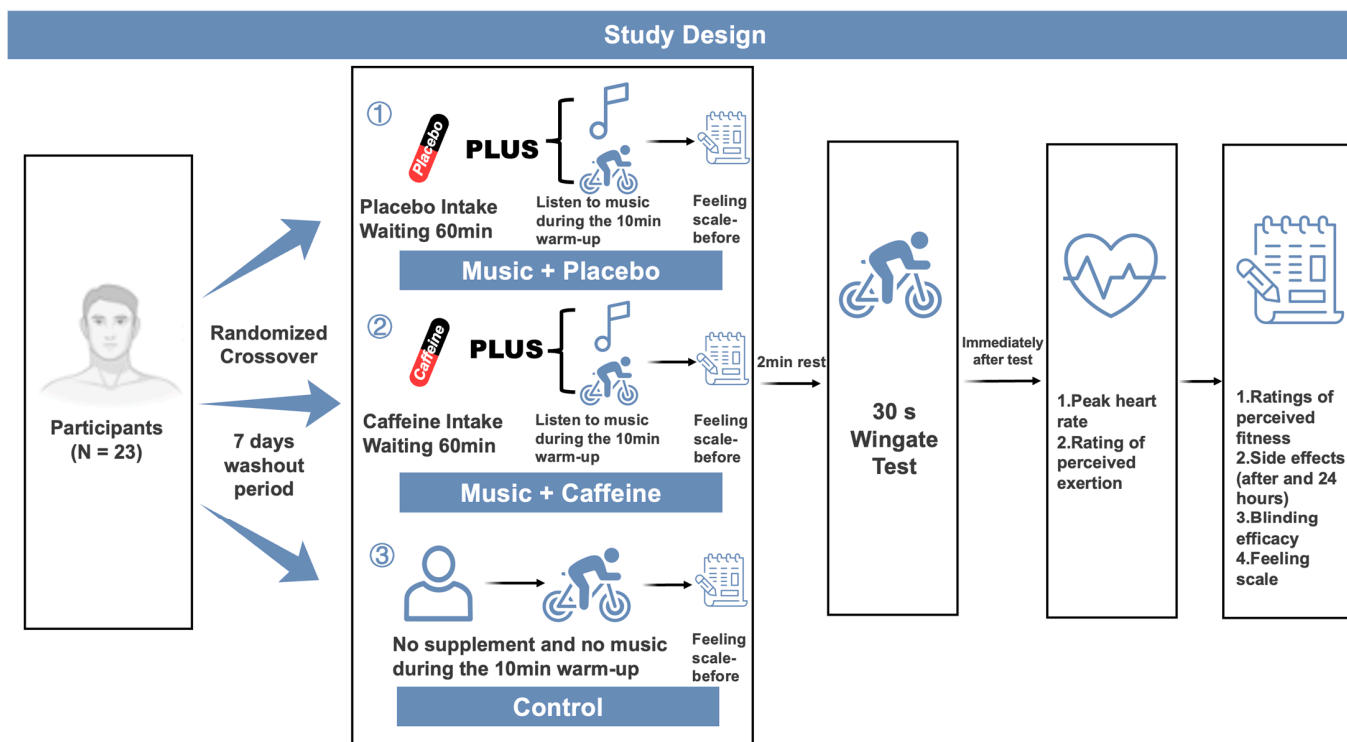 Study Design
Participants
(N = 23)
Randomized
Crossover
7 days
washout
period
①
Placebo
PLUS
Placebo Intake
Waiting 60min
Listen to music
during the 10min
warm-up
Feeling
scale-
before
Music + Placebo
②
Caffeine
PLUS
Caffeine Intake
Waiting 60min
Listen to music
during the 10min
warm-up
Feeling
scale-
before
Music + Caffeine
③
No supplement and no music
during the 10min warm-up
Feeling
scale-
before
Control
2min rest
30 s
Wingate
Test
Immediately
after test
1.Peak heart
rate
2.Rating of
perceived
exertion
1.Ratings of
perceived
fitness
2.Side effects
(after and 24
hours)
3.Blinding
efficacy
4.Feeling
scale